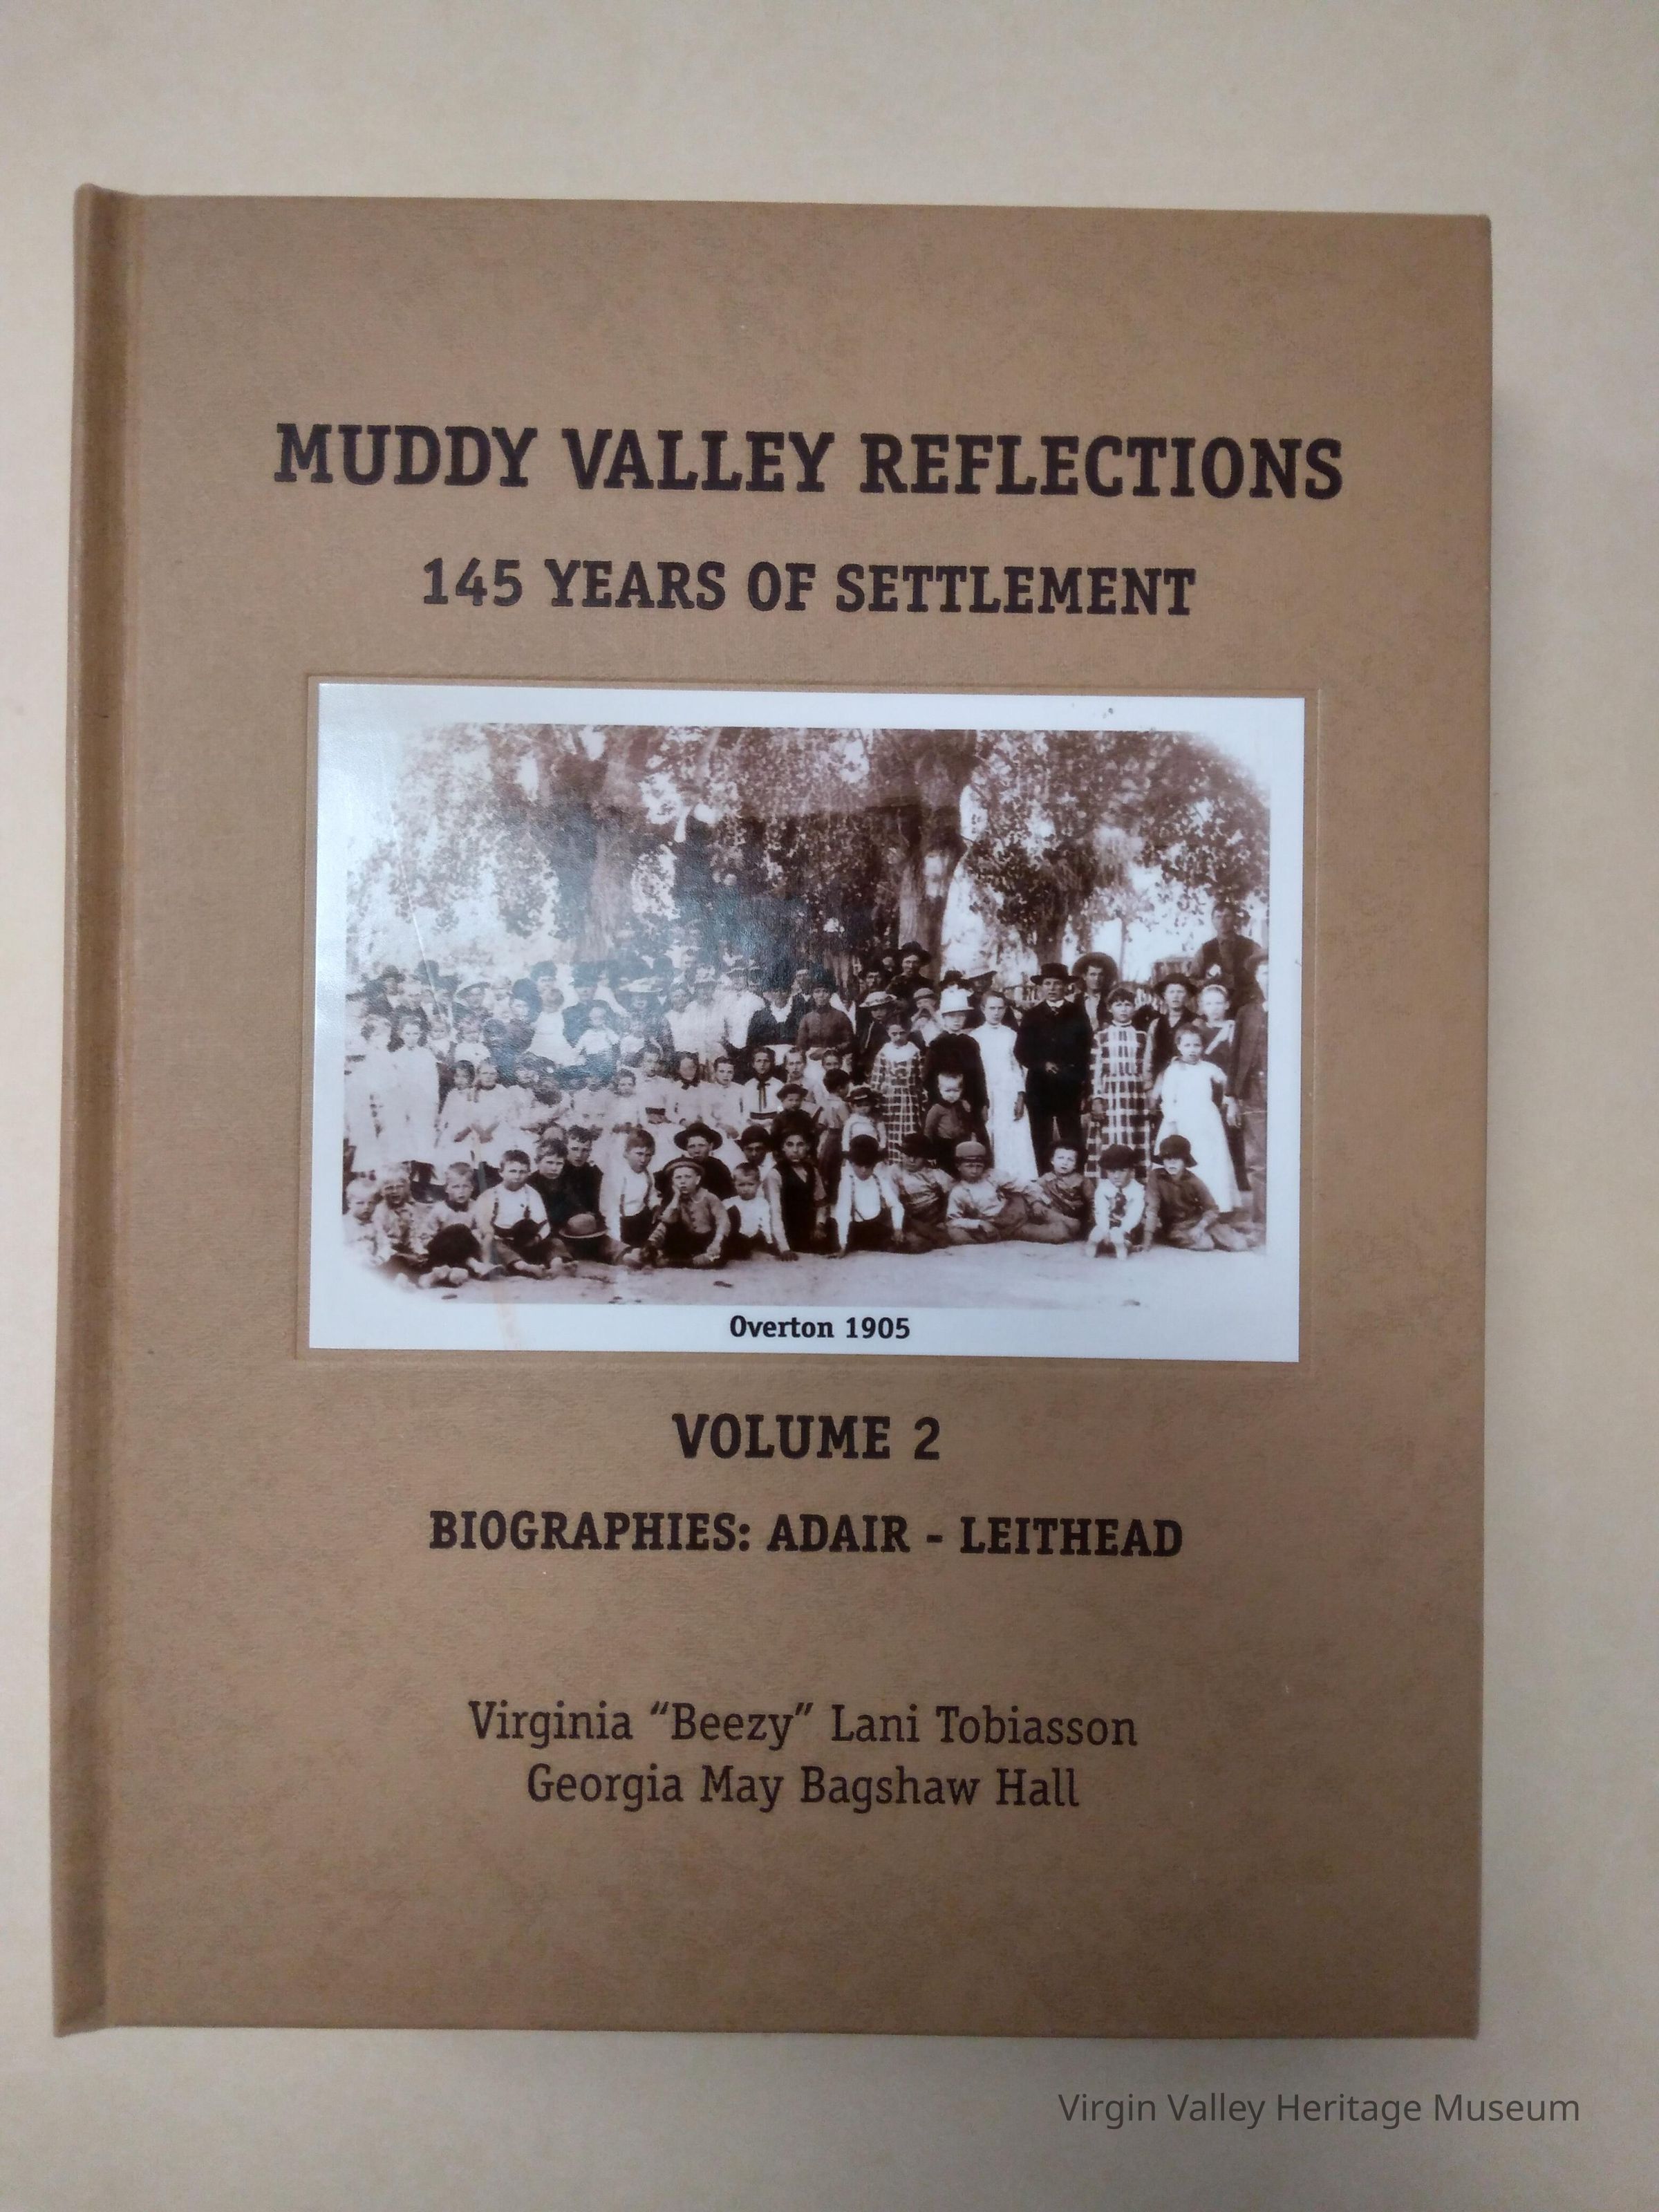 MUDDY VALLEY REFLECTIONS
145 YEARS OF SETTLEMENT
Overton 1905
VOLUME 2
BIOGRAPHIES: ADAIR - LEITHEAD
Virginia “Beezy” Lani Tobiasson
Georgia May Bagshaw Hall
Virgin Valley Heritage Museum